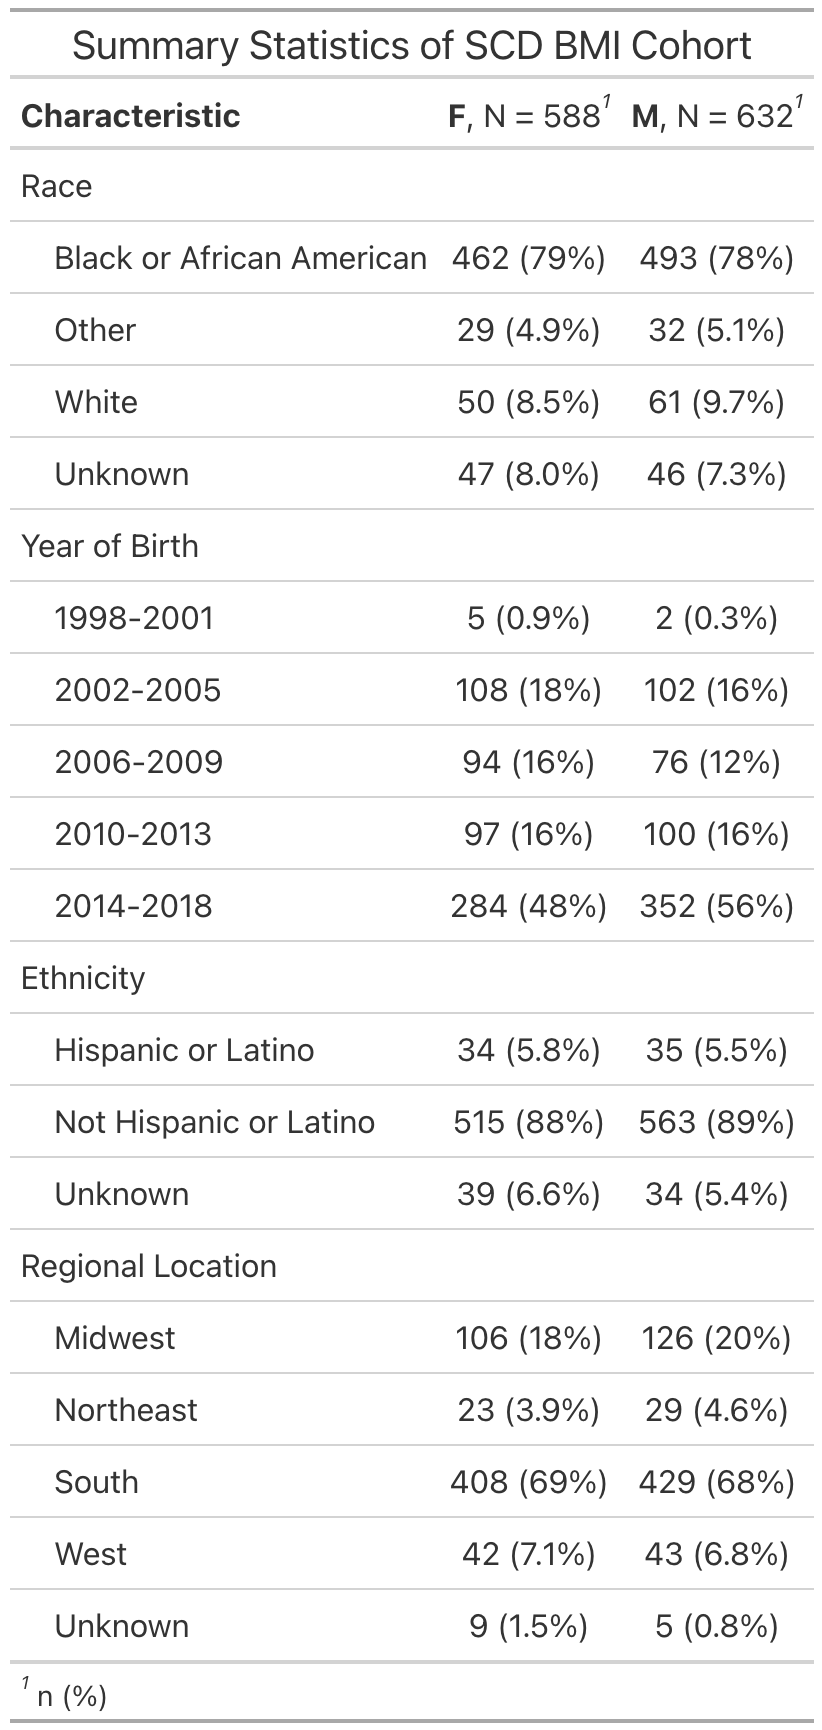 Summary Statistics of SCD BMI Cohort
Characteristic F, N = 588¹ M, N = 632¹
Race
Black or African American 462 (79%) 493 (78%)
Other 29 (4.9%) 32 (5.1%)
White 50 (8.5%) 61 (9.7%)
Unknown 47 (8.0%) 46 (7.3%)
Year of Birth
1998-2001 5 (0.9%) 2 (0.3%)
2002-2005 108 (18%) 102 (16%)
2006-2009 94 (16%) 76 (12%)
2010-2013 97 (16%) 100 (16%)
2014-2018 284 (48%) 352 (56%)
Ethnicity
Hispanic or Latino 34 (5.8%) 35 (5.5%)
Not Hispanic or Latino 515 (88%) 563 (89%)
Unknown 39 (6.6%) 34 (5.4%)
Regional Location
Midwest 106 (18%) 126 (20%)
Northeast 23 (3.9%) 29 (4.6%)
South 408 (69%) 429 (68%)
West 42 (7.1%) 43 (6.8%)
Unknown 9 (1.5%) 5 (0.8%)
¹ n (%)